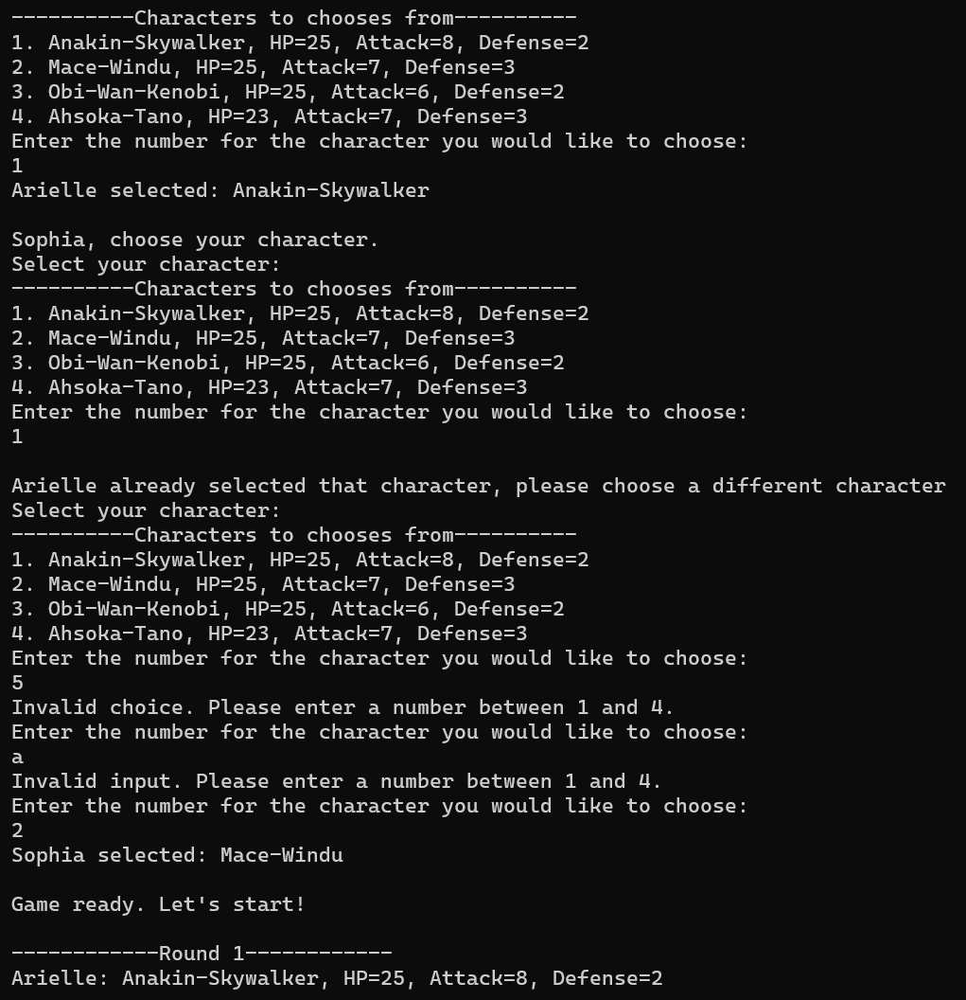 ----------Characters to chooses from----------
1. Anakin-Skywalker, HP=25, Attack=8, Defense=2
2. Mace-Windu, HP=25, Attack=7, Defense=3
3. Obi-Wan-Kenobi, HP=25, Attack=6, Defense=2
4. Ahsoka-Tano, HP=23, Attack=7, Defense=3
Enter the number for the character you would like to choose:
1
Arielle selected: Anakin-Skywalker

Sophia, choose your character.
Select your character:
----------Characters to chooses from----------
1. Anakin-Skywalker, HP=25, Attack=8, Defense=2
2. Mace-Windu, HP=25, Attack=7, Defense=3
3. Obi-Wan-Kenobi, HP=25, Attack=6, Defense=2
4. Ahsoka-Tano, HP=23, Attack=7, Defense=3
Enter the number for the character you would like to choose:
1

Arielle already selected that character, please choose a different character
Select your character:
----------Characters to chooses from----------
1. Anakin-Skywalker, HP=25, Attack=8, Defense=2
2. Mace-Windu, HP=25, Attack=7, Defense=3
3. Obi-Wan-Kenobi, HP=25, Attack=6, Defense=2
4. Ahsoka-Tano, HP=23, Attack=7, Defense=3
Enter the number for the character you would like to choose:
5
Invalid choice. Please enter a number between 1 and 4.
Enter the number for the character you would like to choose:
a
Invalid input. Please enter a number between 1 and 4.
Enter the number for the character you would like to choose:
2
Sophia selected: Mace-Windu

Game ready. Let's start!

------------Round 1------------
Arielle: Anakin-Skywalker, HP=25, Attack=8, Defense=2